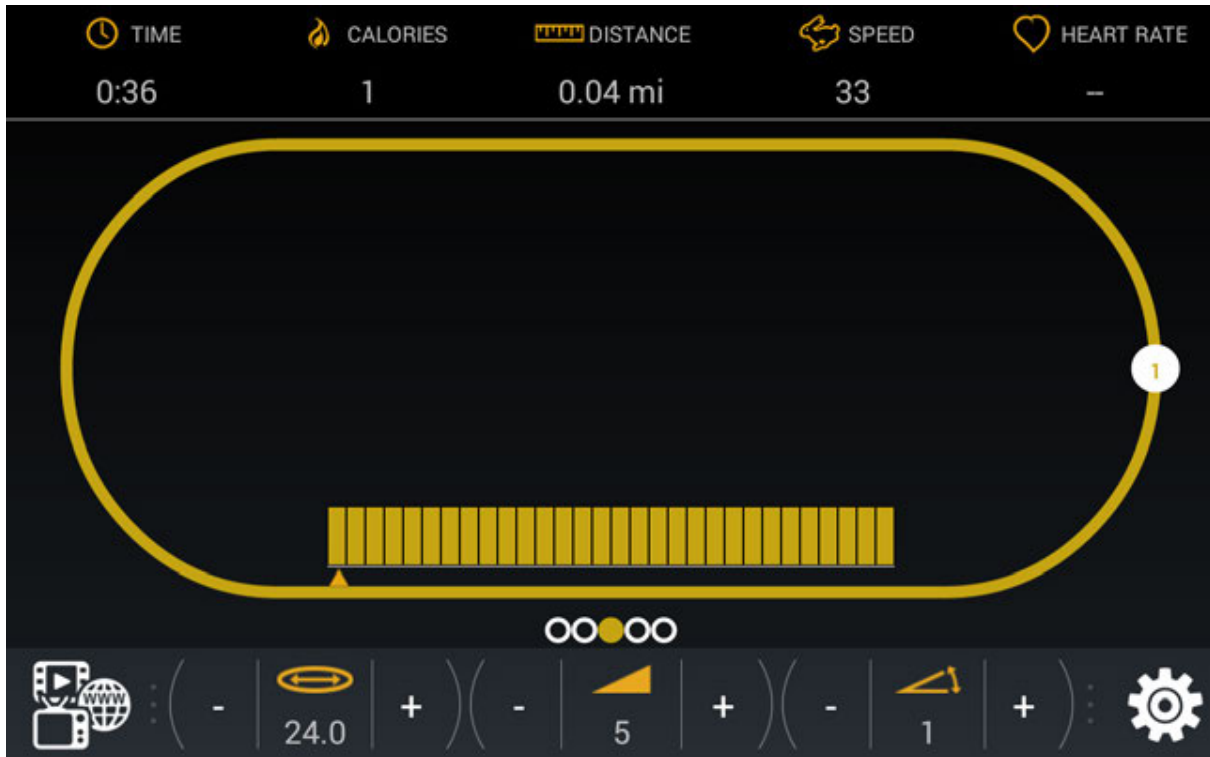 TIME CALORIES DISTANCE SPEED HEART RATE
0:36 1 0.04 mi 33 --
1
WWW
- + - + - +
24.0 5 1